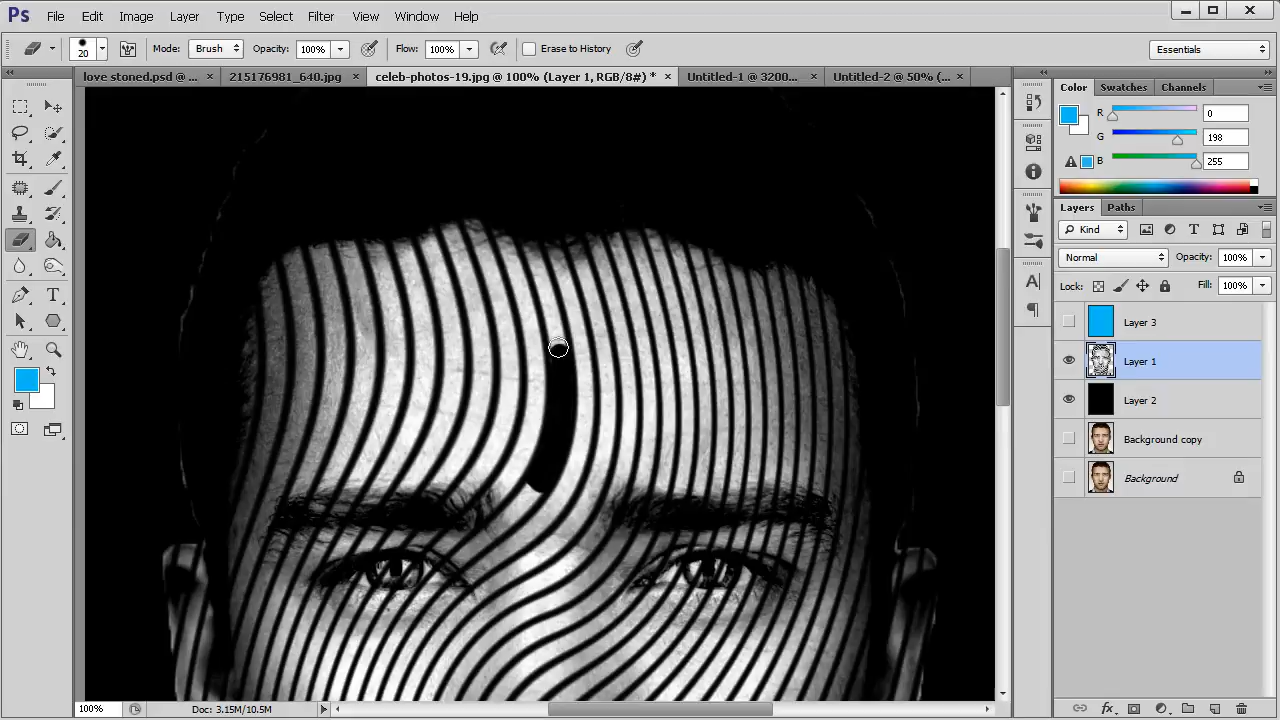 Ps File Edit Image Layer Type Select Filter View Window Help
20 Mode: Brush Opacity: 100% Flow: 100% Erase to History Essentials
love stoned.psd @ ... × 215176981_640.jpg × celeb-photos-19.jpg @ 100% (Layer 1, RGB/8#) * × Untitled-1 @ 3200... × Untitled-2 @ 50% (... ×
Color Swatches Channels
R 0
G 198
B 255
Layers Paths
Kind
Normal Opacity: 100%
Lock: Fill: 100%
Layer 3
Layer 1
Layer 2
Background copy
Background
100% Doc: 3.15M/10.5M